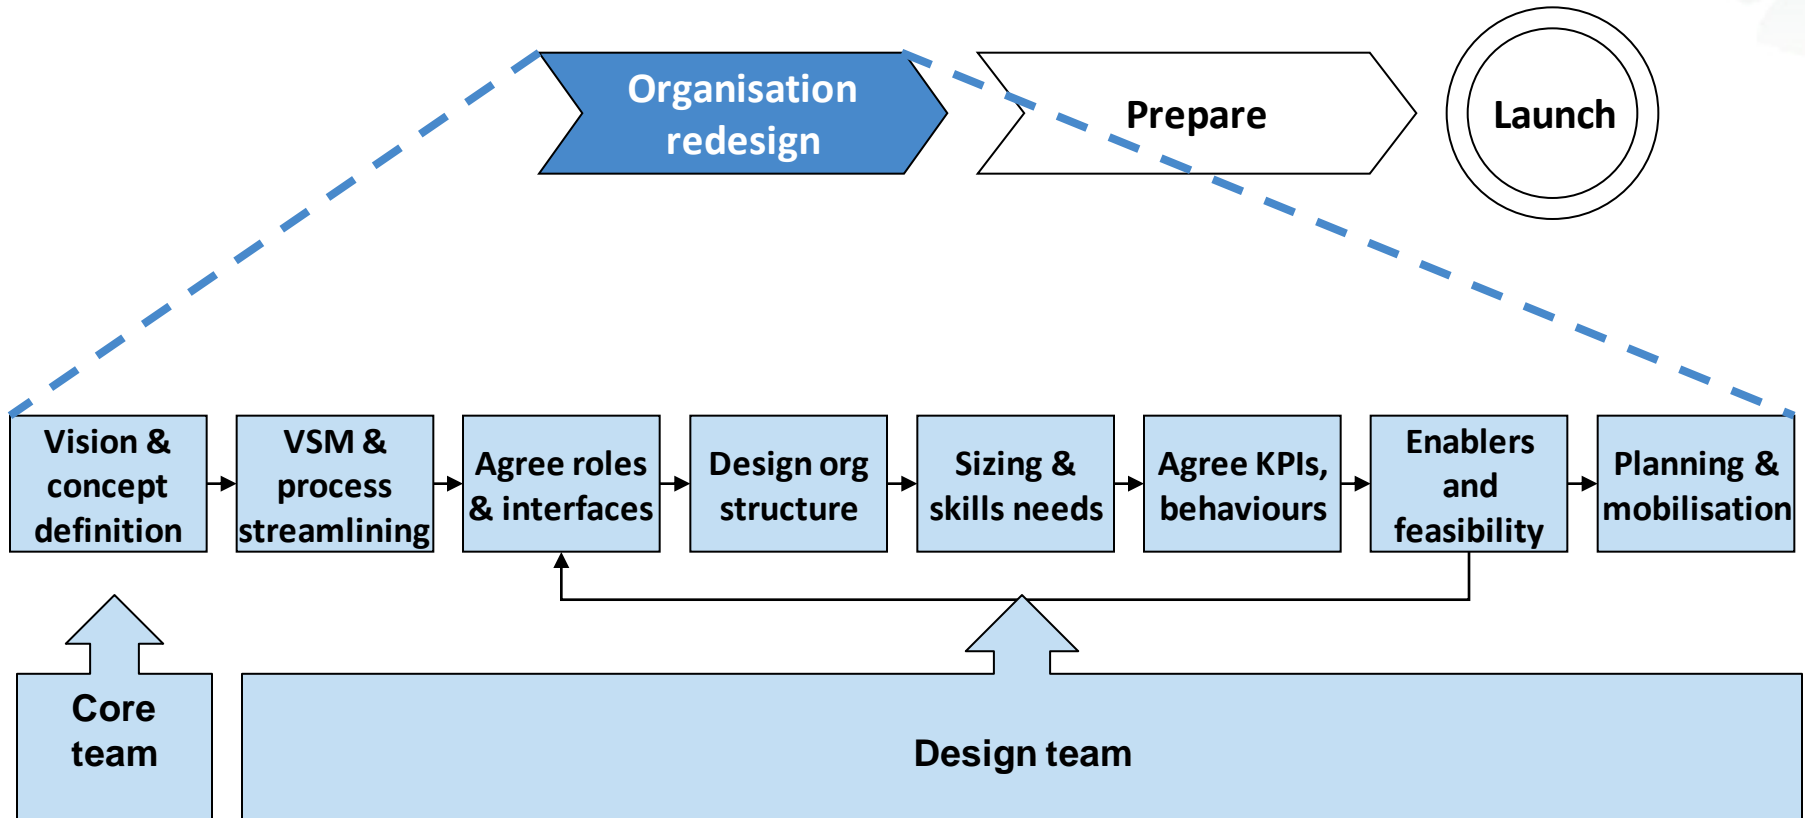 Organisation
redesign
Prepare
Launch
Vision &
concept
definition
VSM &
process
streamlining
Agree roles
& interfaces
Design org
structure
Sizing &
skills needs
Agree KPIs,
behaviours
Enablers
and
feasibility
Planning &
mobilisation
Core
team
Design team